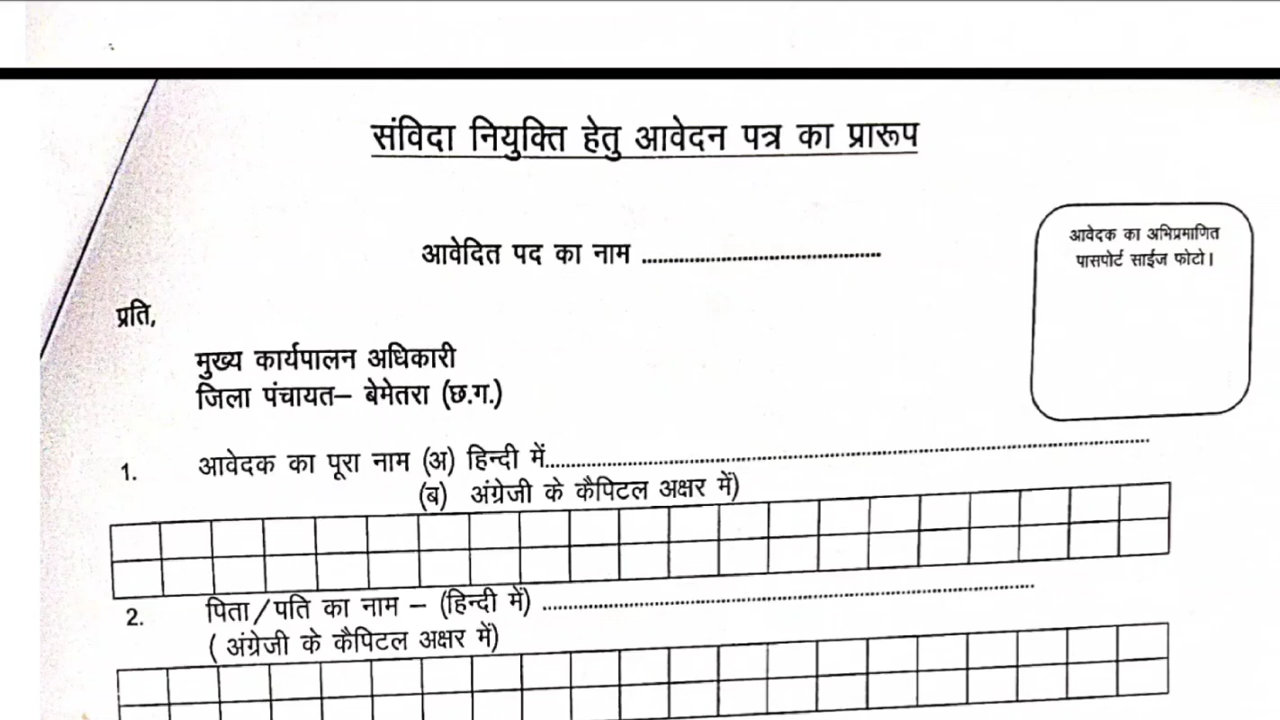 संविदा नियुक्ति हेतु आवेदन पत्र का प्रारूप
आवेदित पद का नाम ........................................
आवेदक का अभिप्रमाणित
पासपोर्ट साईज फोटो।
प्रति,
मुख्य कार्यपालन अधिकारी
जिला पंचायत– बेमेतरा (छ.ग.)
1. आवेदक का पूरा नाम (अ) हिन्दी में........................................
(ब) अंग्रेजी के कैपिटल अक्षर में)
2. पिता/पति का नाम – (हिन्दी में) ........................................
( अंग्रेजी के कैपिटल अक्षर में)